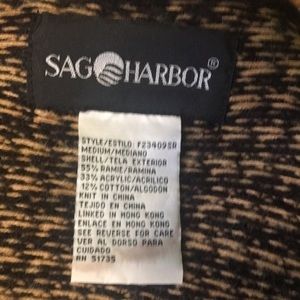 SAG HARBOR®
STYLE/ESTILO: F23409SR
MEDIUM/MEDIANO
SHELL/TELA EXTERIOR
55% RAMIE/RAMINA
33% ACRYLIC/ACRILICO
12% COTTON/ALGODON
KNIT IN CHINA
TEJIDO EN CHINA
LINKED IN HONG KONG
ENLACE EN HONG KONG
SEE REVERSE FOR CARE
VER AL DORSO PARA
CUIDADO
RN 51735